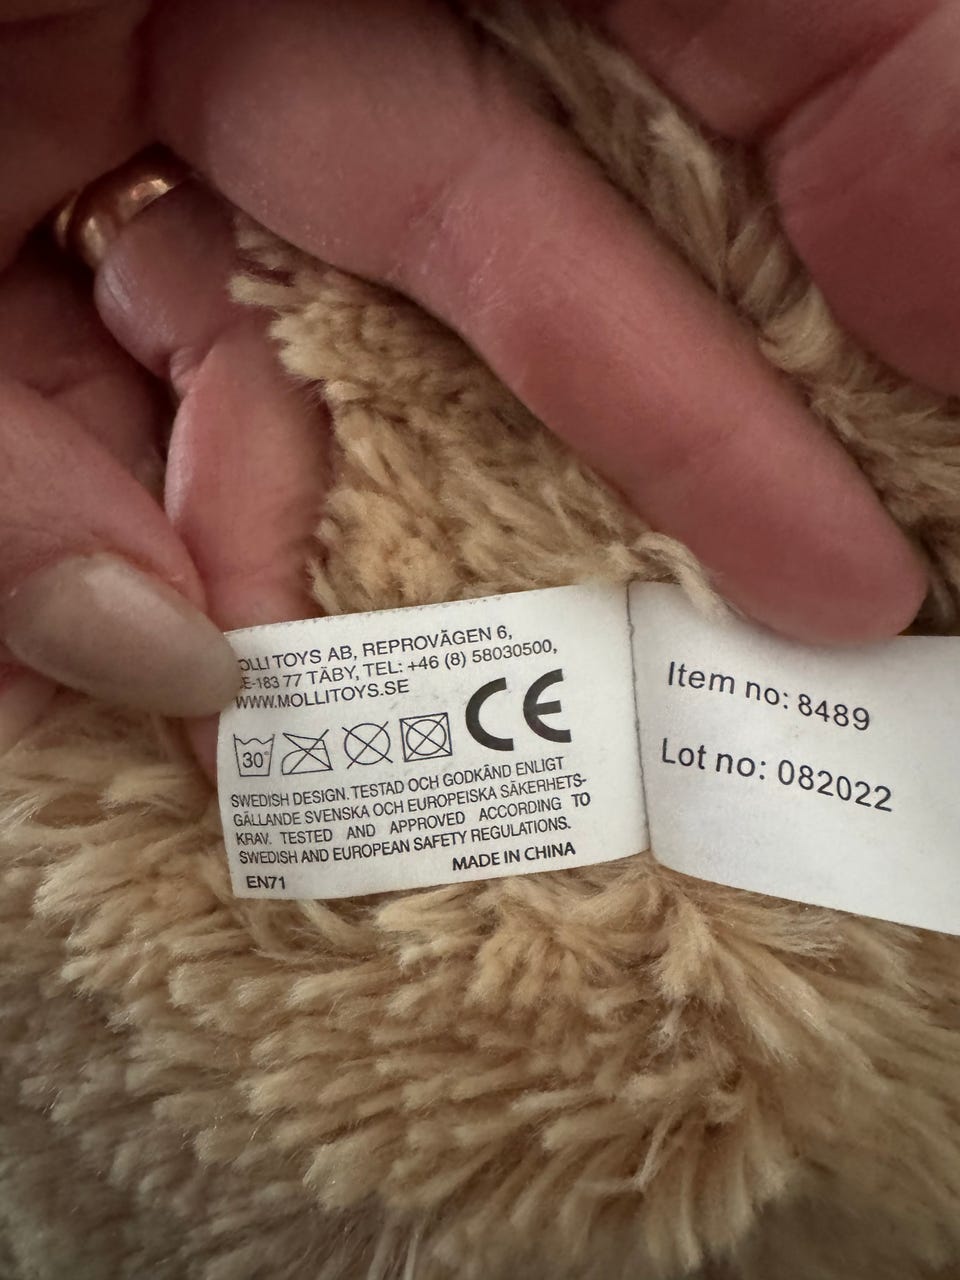 OLLI TOYS AB, REPROVÄGEN 6,
E-183 77 TÄBY, TEL: +46 (8) 58030500,
WWW.MOLLITOYS.SE
30°
CE
SWEDISH DESIGN. TESTAD OCH GODKÄND ENLIGT
GÄLLANDE SVENSKA OCH EUROPEISKA SÄKERHETS-
KRAV. TESTED AND APPROVED ACCORDING TO
SWEDISH AND EUROPEAN SAFETY REGULATIONS.
MADE IN CHINA
EN71
Item no: 8489
Lot no: 082022